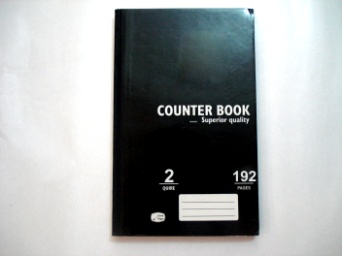 COUNTER BOOK
Superior quality
2
QUIRE
192
PAGES